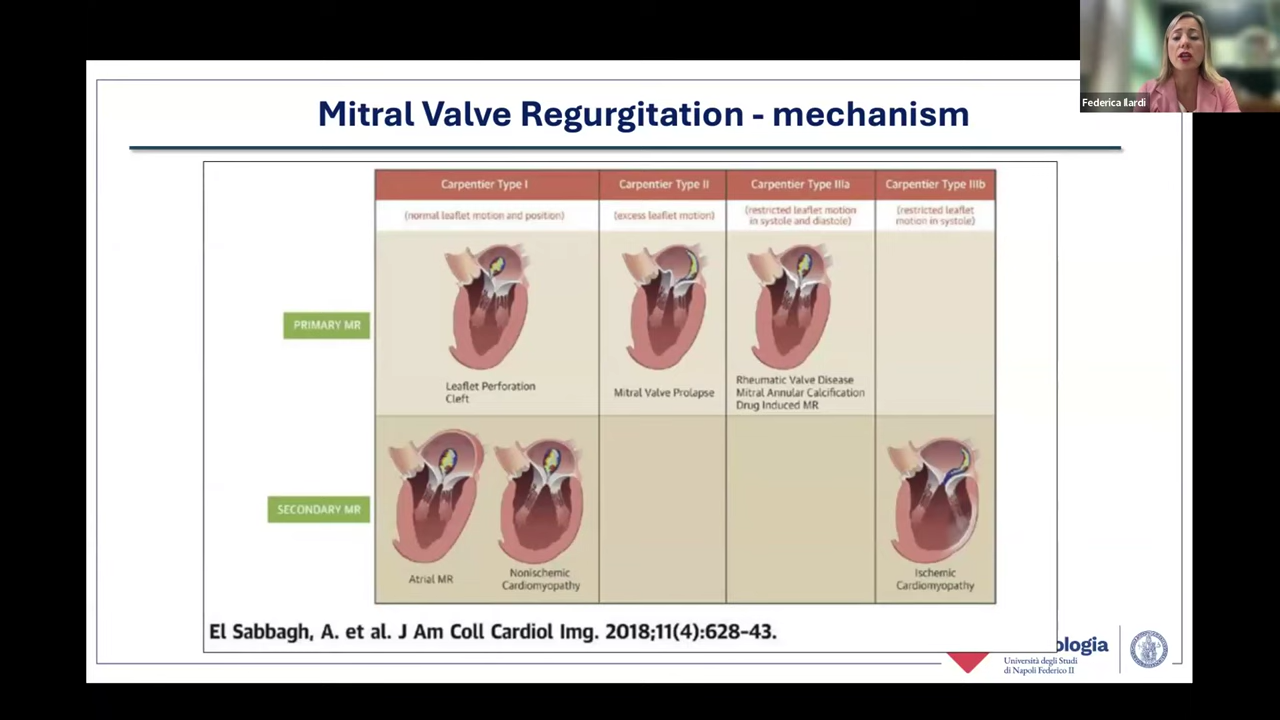 Federica Ilardi
Mitral Valve Regurgitation - mechanism
Carpentier Type I
Carpentier Type II
Carpentier Type IIIa
Carpentier Type IIIb
(normal leaflet motion and position)
(excess leaflet motion)
(restricted leaflet motion
in systole and diastole)
(restricted leaflet
motion in systole)
PRIMARY MR
Leaflet Perforation
Cleft
Mitral Valve Prolapse
Rheumatic Valve Disease
Mitral Annular Calcification
Drug Induced MR
SECONDARY MR
Atrial MR
Nonischemic
Cardiomyopathy
Ischemic
Cardiomyopathy
El Sabbagh, A. et al. J Am Coll Cardiol Img. 2018;11(4):628-43.
ologia
Università degli Studi
di Napoli Federico II